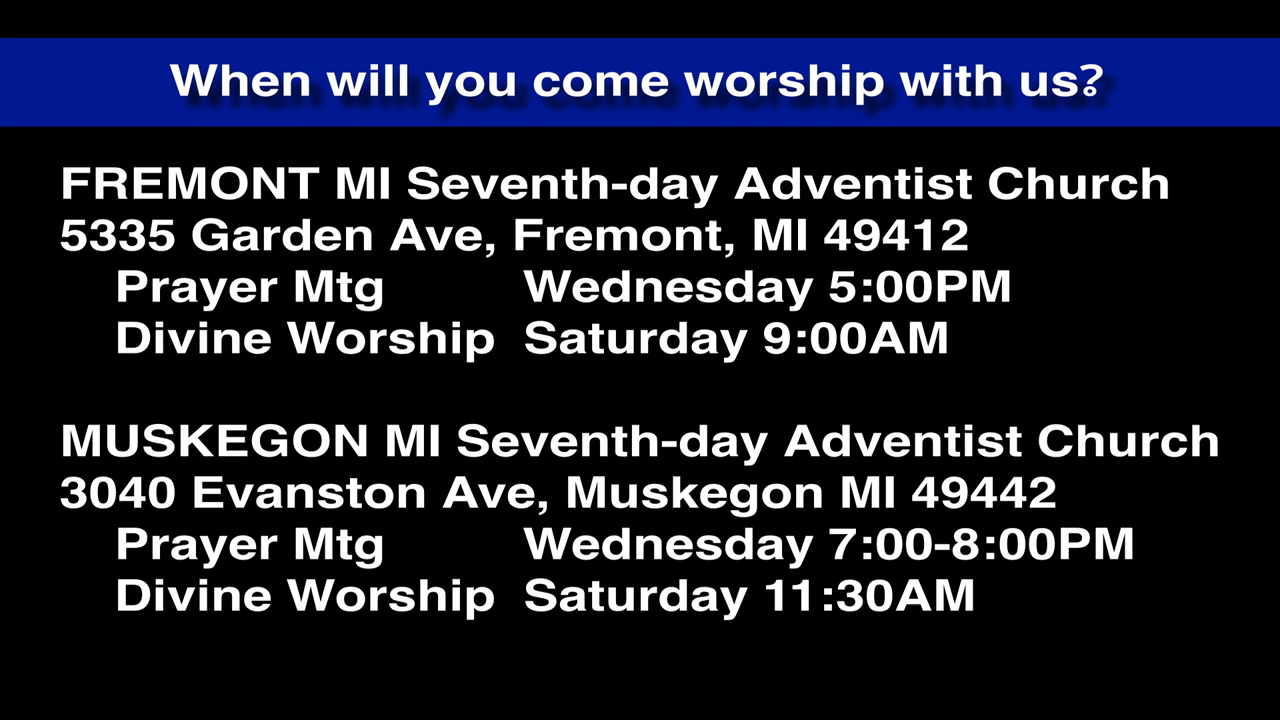 When will you come worship with us?
FREMONT MI Seventh-day Adventist Church
5335 Garden Ave, Fremont, MI 49412
Prayer Mtg Wednesday 5:00PM
Divine Worship Saturday 9:00AM
MUSKEGON MI Seventh-day Adventist Church
3040 Evanston Ave, Muskegon MI 49442
Prayer Mtg Wednesday 7:00-8:00PM
Divine Worship Saturday 11:30AM